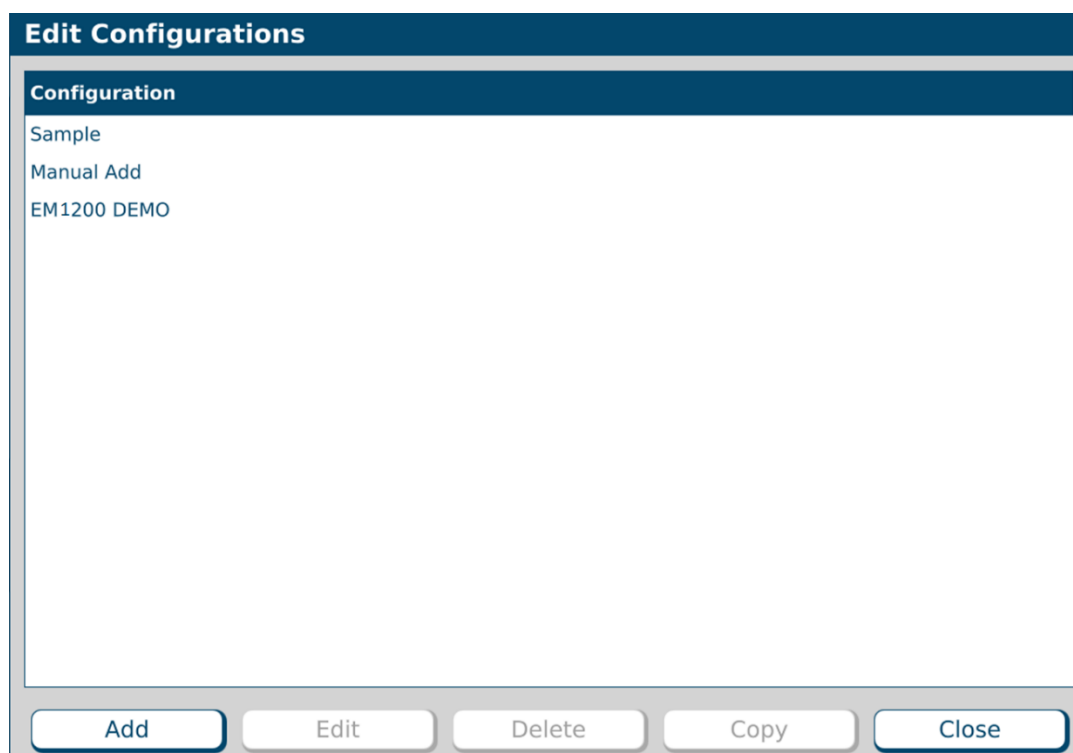 Edit Configurations
Configuration
Sample
Manual Add
EM1200 DEMO
Add Edit Delete Copy Close